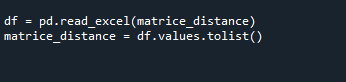 df = pd.read_excel(matrice_distance)
matrice_distance = df.values.tolist()